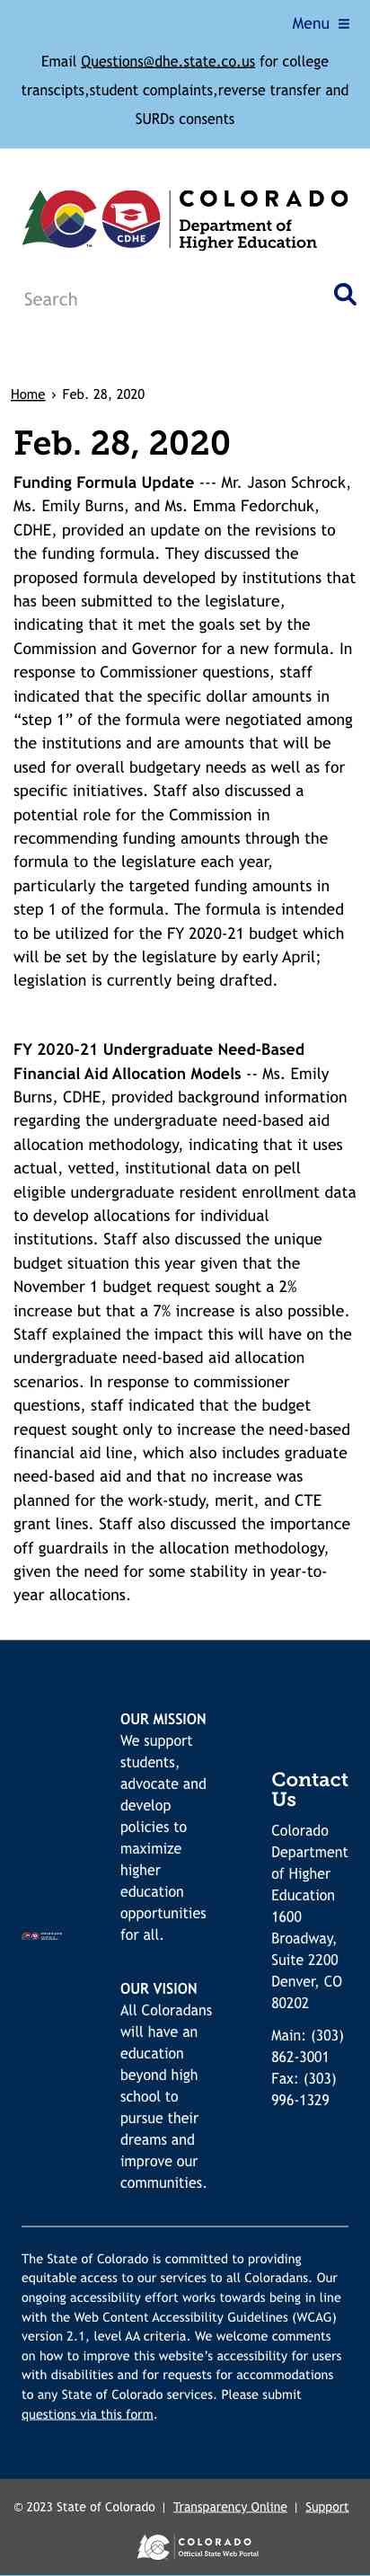 Menu ≡
Email Questions@dhe.state.co.us for college
transcipts,student complaints,reverse transfer and
SURDs consents
CDHE
TM
COLORADO
Department of
Higher Education
Search
Home › Feb. 28, 2020
Feb. 28, 2020
Funding Formula Update --- Mr. Jason Schrock,
Ms. Emily Burns, and Ms. Emma Fedorchuk,
CDHE, provided an update on the revisions to
the funding formula. They discussed the
proposed formula developed by institutions that
has been submitted to the legislature,
indicating that it met the goals set by the
Commission and Governor for a new formula. In
response to Commissioner questions, staff
indicated that the specific dollar amounts in
“step 1” of the formula were negotiated among
the institutions and are amounts that will be
used for overall budgetary needs as well as for
specific initiatives. Staff also discussed a
potential role for the Commission in
recommending funding amounts through the
formula to the legislature each year,
particularly the targeted funding amounts in
step 1 of the formula. The formula is intended
to be utilized for the FY 2020-21 budget which
will be set by the legislature by early April;
legislation is currently being drafted.
FY 2020-21 Undergraduate Need-Based
Financial Aid Allocation Models -- Ms. Emily
Burns, CDHE, provided background information
regarding the undergraduate need-based aid
allocation methodology, indicating that it uses
actual, vetted, institutional data on pell
eligible undergraduate resident enrollment data
to develop allocations for individual
institutions. Staff also discussed the unique
budget situation this year given that the
November 1 budget request sought a 2%
increase but that a 7% increase is also possible.
Staff explained the impact this will have on the
undergraduate need-based aid allocation
scenarios. In response to commissioner
questions, staff indicated that the budget
request sought only to increase the need-based
financial aid line, which also includes graduate
need-based aid and that no increase was
planned for the work-study, merit, and CTE
grant lines. Staff also discussed the importance
off guardrails in the allocation methodology,
given the need for some stability in year-to-
year allocations.
OUR MISSION
We support
students,
advocate and
develop
policies to
maximize
higher
education
opportunities
for all.
OUR VISION
All Coloradans
will have an
education
beyond high
school to
pursue their
dreams and
improve our
communities.
Contact
Us
Colorado
Department
of Higher
Education
1600
Broadway,
Suite 2200
Denver, CO
80202
Main: (303)
862-3001
Fax: (303)
996-1329
The State of Colorado is committed to providing
equitable access to our services to all Coloradans. Our
ongoing accessibility effort works towards being in line
with the Web Content Accessibility Guidelines (WCAG)
version 2.1, level AA criteria. We welcome comments
on how to improve this website’s accessibility for users
with disabilities and for requests for accommodations
to any State of Colorado services. Please submit
questions via this form.
© 2023 State of Colorado | Transparency Online | Support
COLORADO
Official State Web Portal